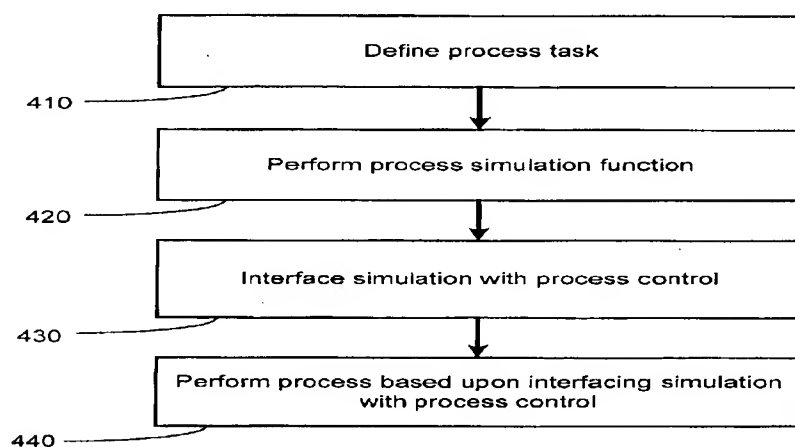 Define process task
410
Perform process simulation function
420
Interface simulation with process control
430
Perform process based upon interfacing simulation
with process control
440